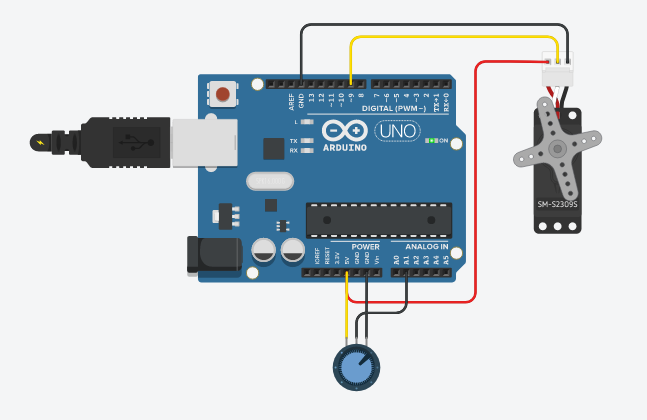 AREF
GND
13
12
~11
~10
~9
8
7
~6
~5
4
~3
2
TX→1
RX←0
DIGITAL (PWM~)
L
TX
RX
UNO
ARDUINO
ON
SM-S2309S
POWER
ANALOG IN
IOREF
RESET
3.3V
5V
GND
GND
Vin
A0
A1
A2
A3
A4
A5